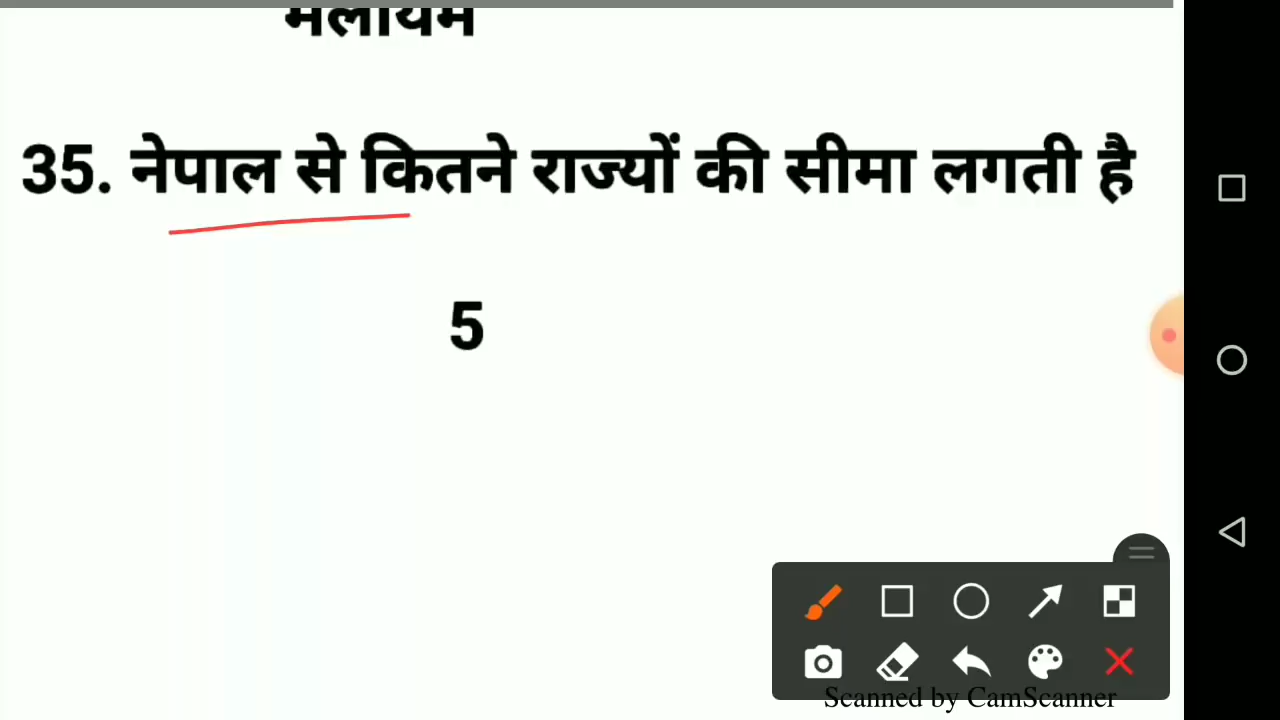 35. नेपाल से कितने राज्यों की सीमा लगती है
5
Scanned by CamScanner